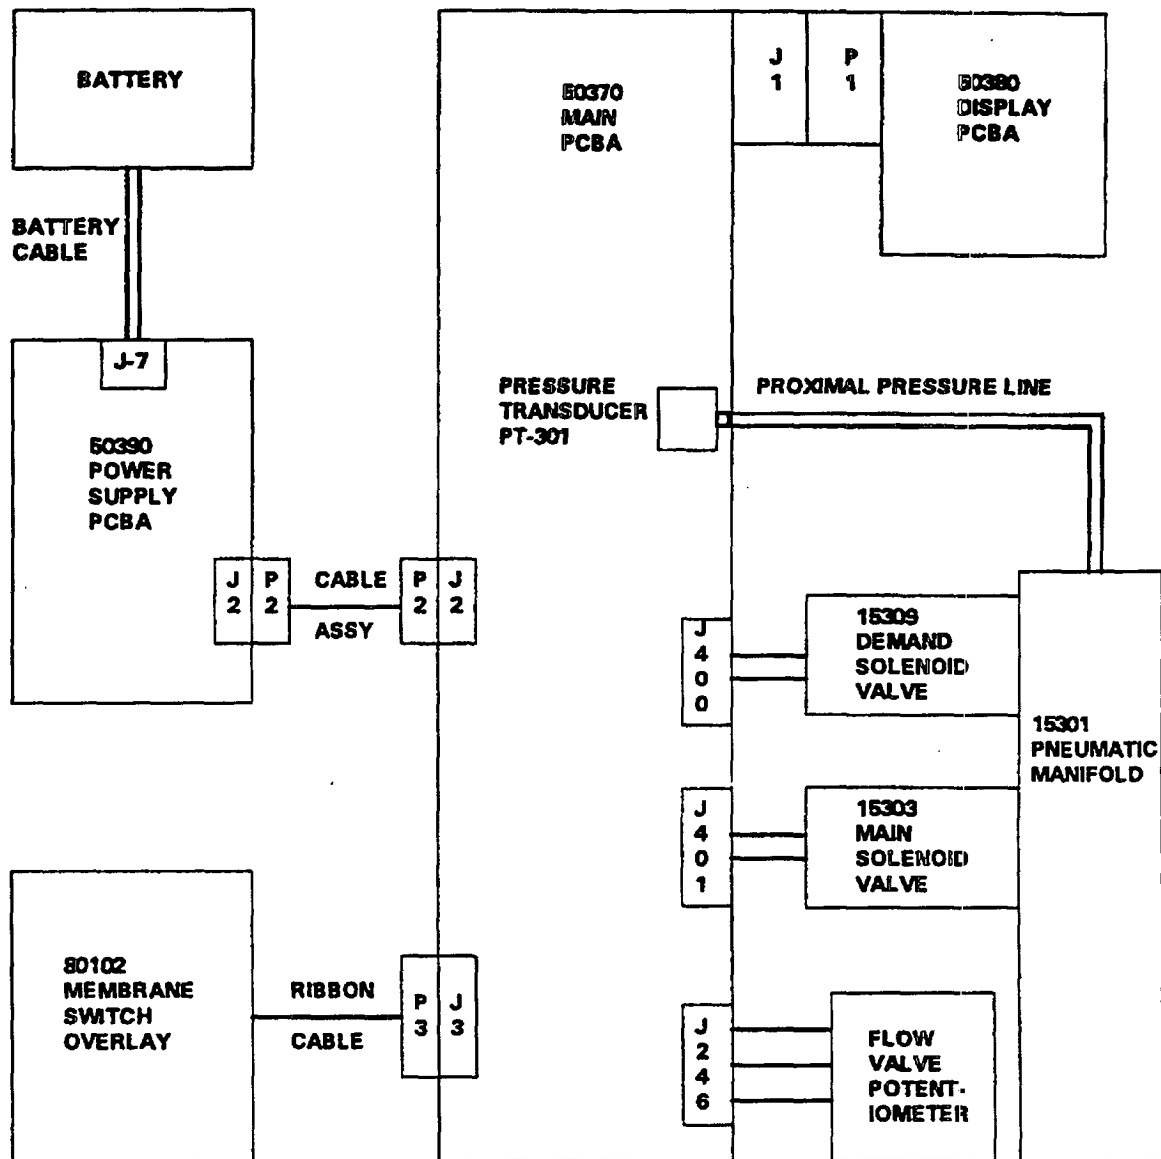 BATTERY
BATTERY
CABLE
J-7
50390
POWER
SUPPLY
PCBA
J
2
P
2
CABLE
ASSY
P
2
J
2
80102
MEMBRANE
SWITCH
OVERLAY
RIBBON
CABLE
P
3
J
3
50370
MAIN
PCBA
J
1
P
1
50380
DISPLAY
PCBA
PRESSURE
TRANSDUCER
PT-301
PROXIMAL PRESSURE LINE
J
4
0
0
15309
DEMAND
SOLENOID
VALVE
15301
PNEUMATIC
MANIFOLD
J
4
0
1
15303
MAIN
SOLENOID
VALVE
J
2
4
6
FLOW
VALVE
POTENT-
IOMETER